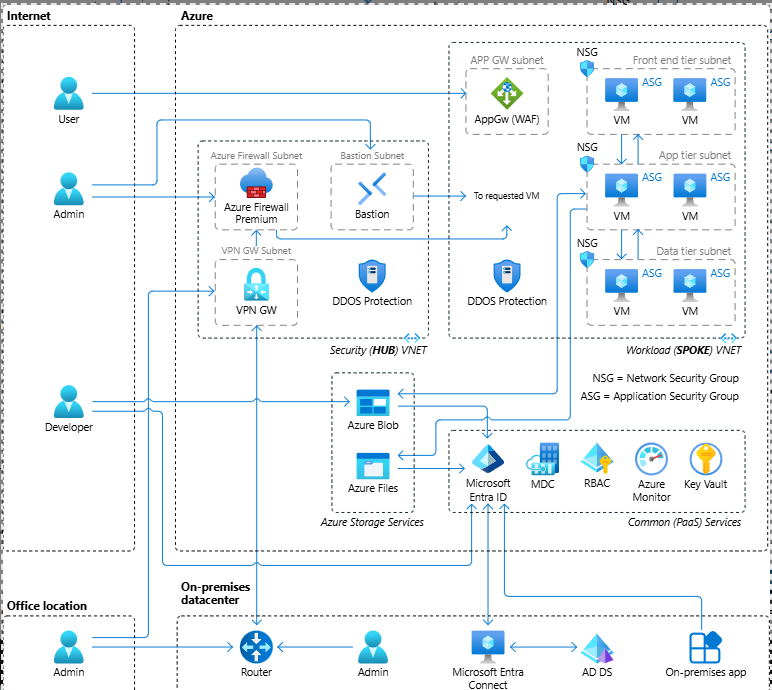 NSG
Internet
Azure
User
APP GW subnet
AppGw (WAF)
NSG
Front end tier subnet
VM
ASG
VM
ASG
Admin
Azure Firewall Subnet
Azure Firewall
Premium
Bastion Subnet
Bastion
To requested VM
NSG
App tier subnet
VM
ASG
VM
ASG
VPN GW Subnet
VPN GW
DDOS Protection
DDOS Protection
NSG
Data tier subnet
VM
ASG
VM
ASG
Security (HUB) VNET
Workload (SPOKE) VNET
NSG = Network Security Group
ASG = Application Security Group
Developer
Azure Blob
Azure Files
Azure Storage Services
Microsoft
Entra ID
MDC
RBAC
Azure
Monitor
Key Vault
Common (PaaS) Services
Office location
Admin
On-premises
datacenter
Router
Admin
Microsoft Entra
Connect
AD DS
On-premises app